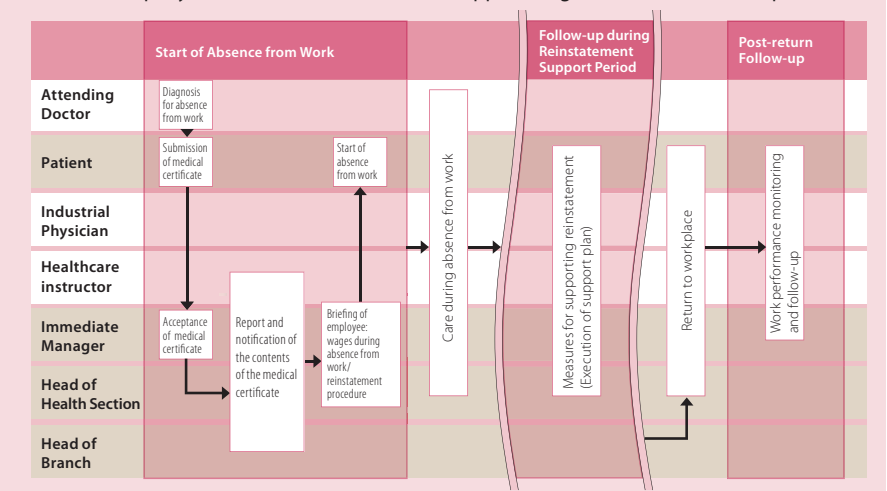 Start of Absence from Work
Follow-up during
Reinstatement
Support Period
Post-return
Follow-up
Attending
Doctor
Diagnosis
for absence
from work
Patient
Submission
of medical
certificate
Start of
absence
from work
Industrial
Physician
Healthcare
instructor
Immediate
Manager
Acceptance
of medical
certificate
Report and
notification of
the contents
of the medical
certificate
Briefing of
employee:
wages during
absence from
work/
reinstatement
procedure
Care during absence from work
Measures for supporting reinstatement
(Execution of support plan)
Return to workplace
Work performance monitoring
and follow-up
Head of
Health Section
Head of
Branch